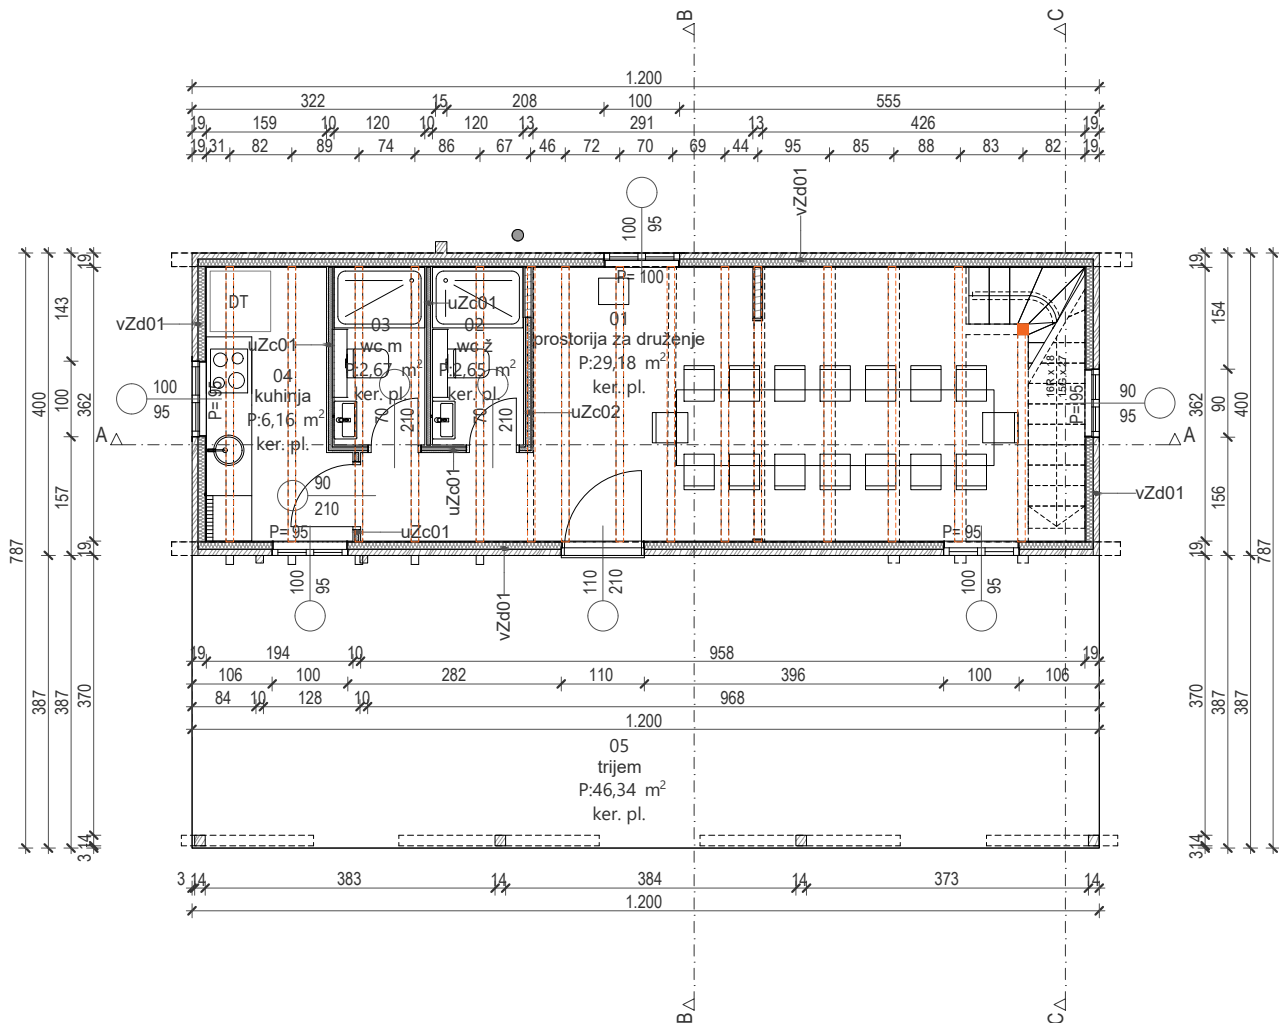 B
C
1.200
322 15 208 100 555
19 159 10 120 10 120 13 291 13 426 19
19 31 82 89 74 86 67 46 72 70 69 44 95 85 88 83 82 19
100
95
vZd01
P= 100
19
143
100
157
19
362
400
387
387
787
370
14
3
vZd01
100
95
A
DT
uZc01
P= 95
04
kuhinja
P:6,16 m²
ker. pl.
03
wc m
P:2,67 m²
ker. pl.
70
210
uZc01
02
wc ž
P:2,65 m²
ker. pl.
70
210
01
prostorija za druženje
P:29,18 m²
ker. pl.
uZc02
16R X 18
P= 95
90
95
A
vZd01
90
210
uZc01
uZc01
P= 95
P= 95
100
95
vZd01
110
210
100
95
19
154
90
156
19
362
400
387
387
787
370
14
3
19 194 10 958 19
106 100 282 110 396 100 106
84 10 128 10 968
1.200
05
trijem
P:46,34 m²
ker. pl.
3 14 383 14 384 14 373 14
1.200
B
C